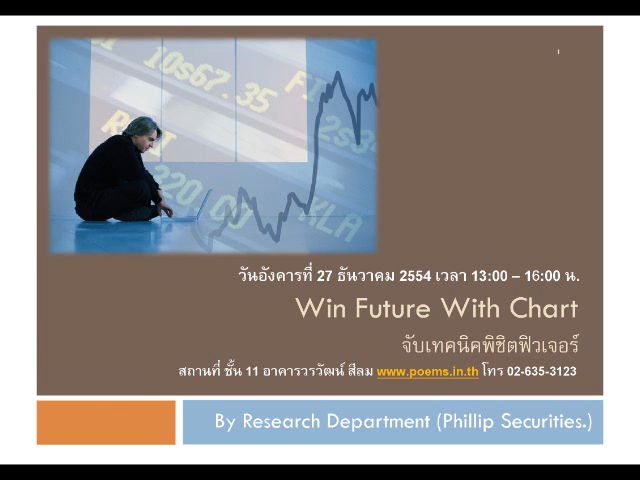 1
10s67.35
วันอังคารที่ 27 ธันวาคม 2554 เวลา 13:00 – 16:00 น.
Win Future With Chart
จับเทคนิคพิชิตฟิวเจอร์
สถานที่ ชั้น 11 อาคารวรวัฒน์ สีลม www.poems.in.th โทร 02-635-3123
By Research Department (Phillip Securities.)